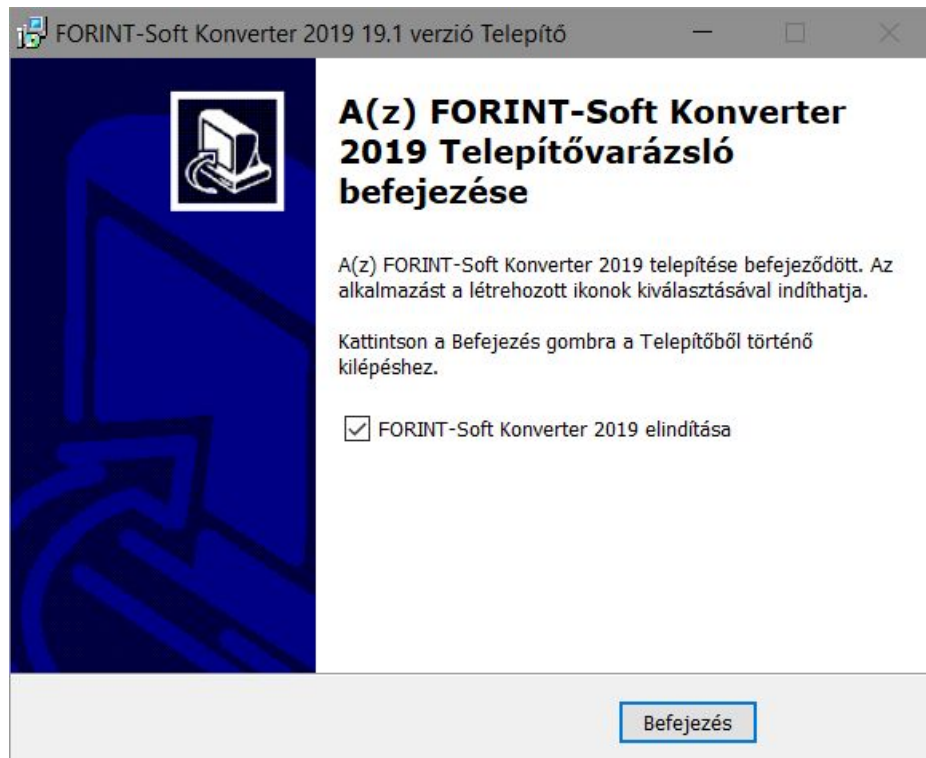 FORINT-Soft Konverter 2019 19.1 verzió Telepítő
A(z) FORINT-Soft Konverter
2019 Telepítővarázsló
befejezése
A(z) FORINT-Soft Konverter 2019 telepítése befejeződött. Az
alkalmazást a létrehozott ikonok kiválasztásával indíthatja.
Kattintson a Befejezés gombra a Telepítőből történő
kilépéshez.
FORINT-Soft Konverter 2019 elindítása
Befejezés